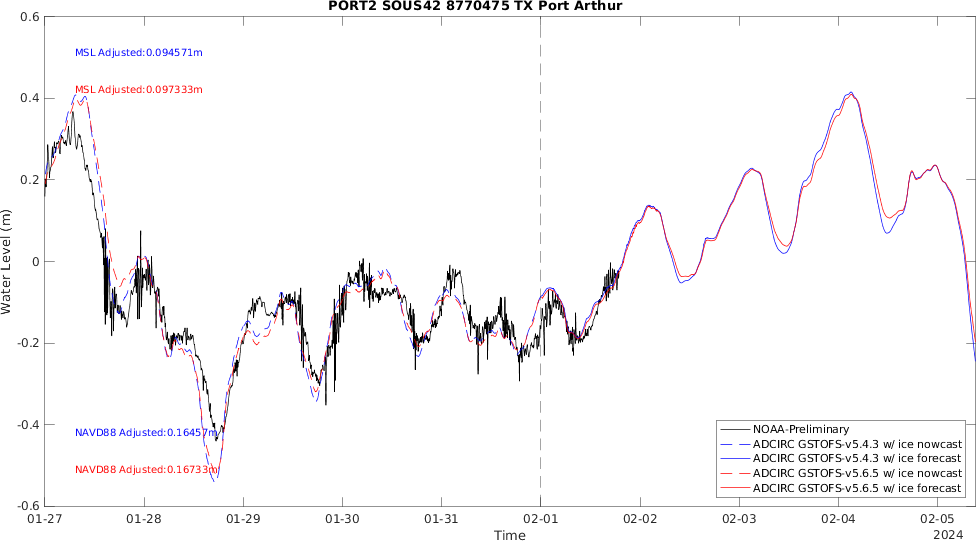 PORT2 SOUS42 8770475 TX Port Arthur
MSL Adjusted:0.094571m
MSL Adjusted:0.097333m
NAVD88 Adjusted:0.16457m
NAVD88 Adjusted:0.16733m
Water Level (m)
0.6
0.4
0.2
0
-0.2
-0.4
-0.6
NOAA-Preliminary
ADCIRC GSTOFS-v5.4.3 w/ ice nowcast
ADCIRC GSTOFS-v5.4.3 w/ ice forecast
ADCIRC GSTOFS-v5.6.5 w/ ice nowcast
ADCIRC GSTOFS-v5.6.5 w/ ice forecast
01-27 01-28 01-29 01-30 01-31 02-01 02-02 02-03 02-04 02-05
Time
2024